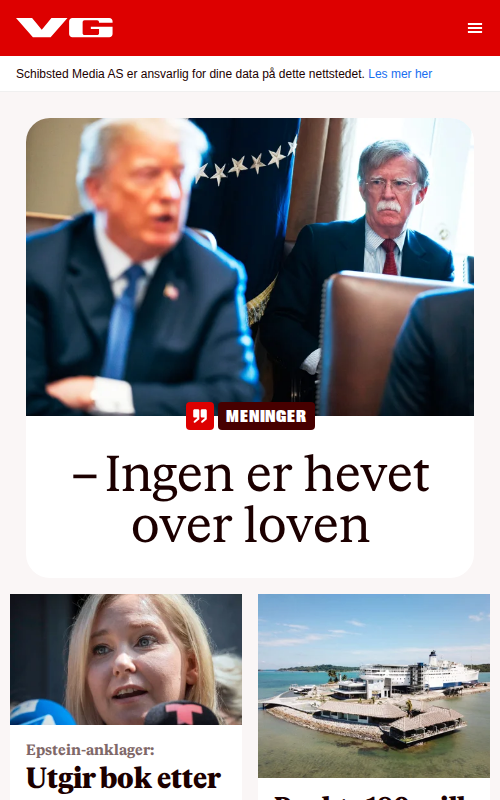 VG
Schibsted Media AS er ansvarlig for dine data på dette nettstedet. Les mer her
MENINGER
– Ingen er hevet
over loven
Epstein-anklager:
Utgir bok etter